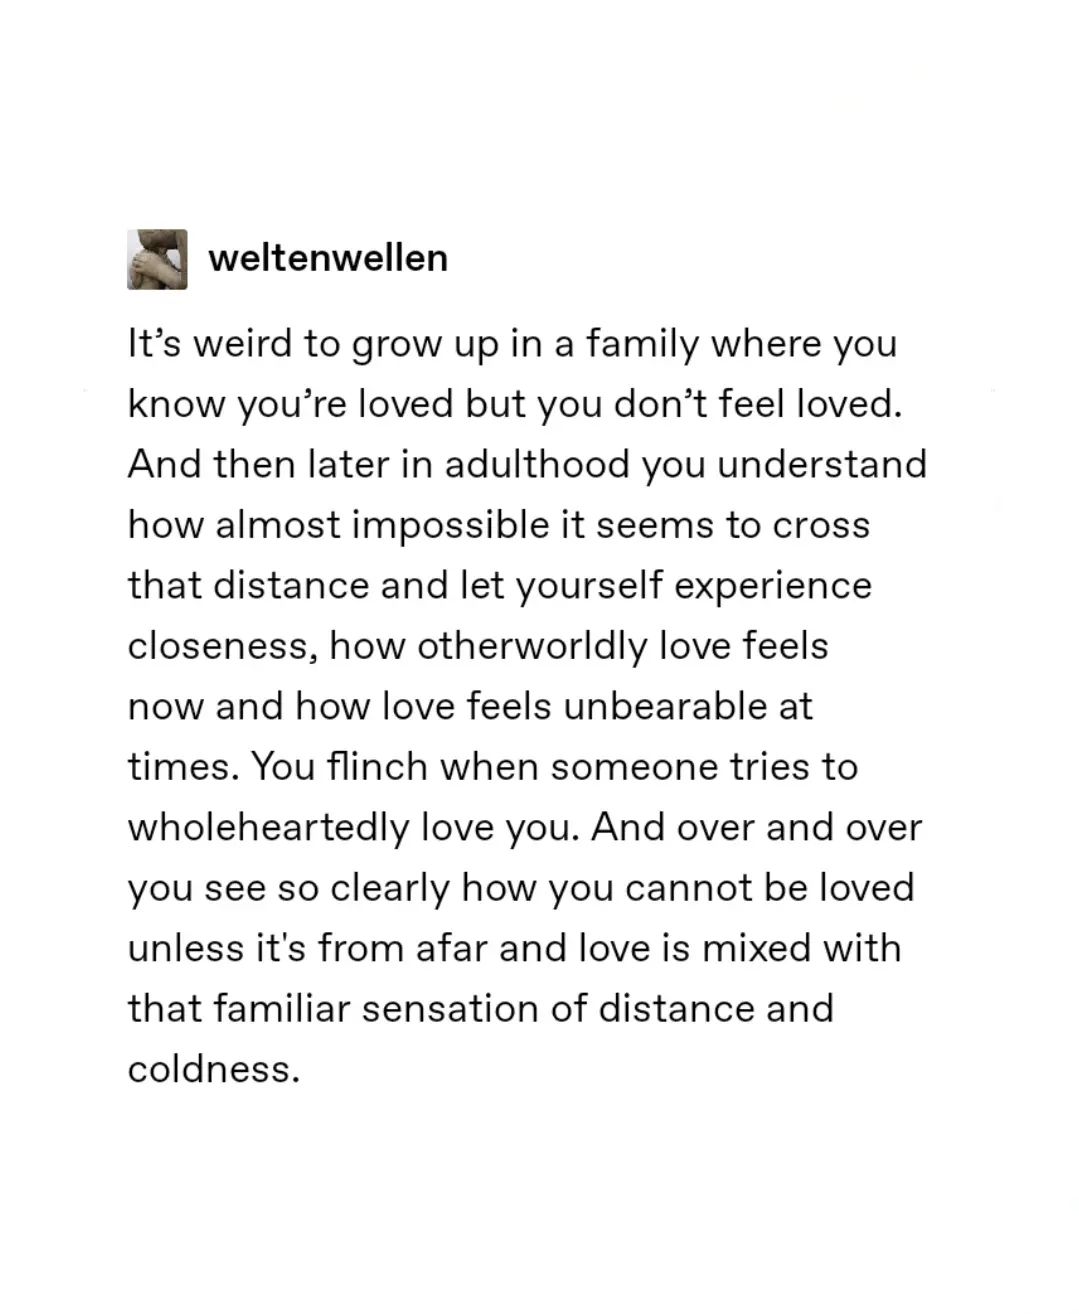 weltenwellen
It’s weird to grow up in a family where you
know you’re loved but you don’t feel loved.
And then later in adulthood you understand
how almost impossible it seems to cross
that distance and let yourself experience
closeness, how otherworldly love feels
now and how love feels unbearable at
times. You flinch when someone tries to
wholeheartedly love you. And over and over
you see so clearly how you cannot be loved
unless it's from afar and love is mixed with
that familiar sensation of distance and
coldness.